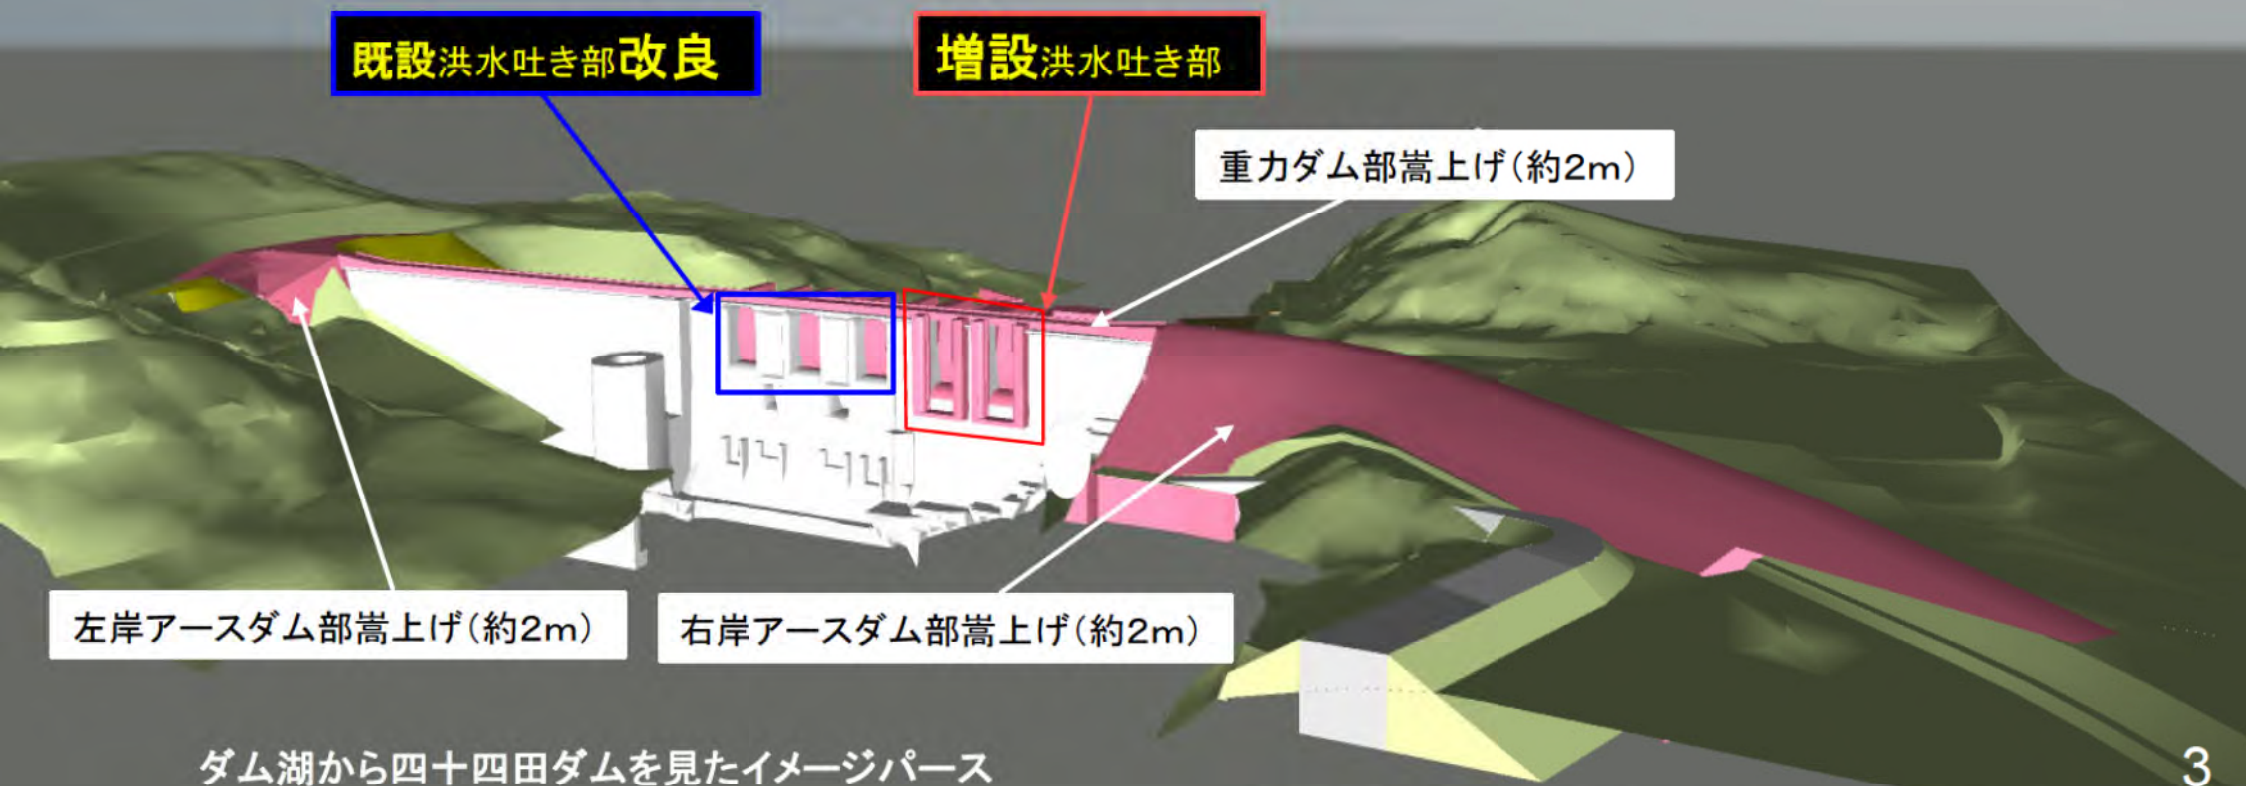 既設洪水吐き部改良
増設洪水吐き部
重力ダム部嵩上げ（約2m）
左岸アースダム部嵩上げ（約2m）
右岸アースダム部嵩上げ（約2m）
ダム湖から四十四田ダムを見たイメージパース
3